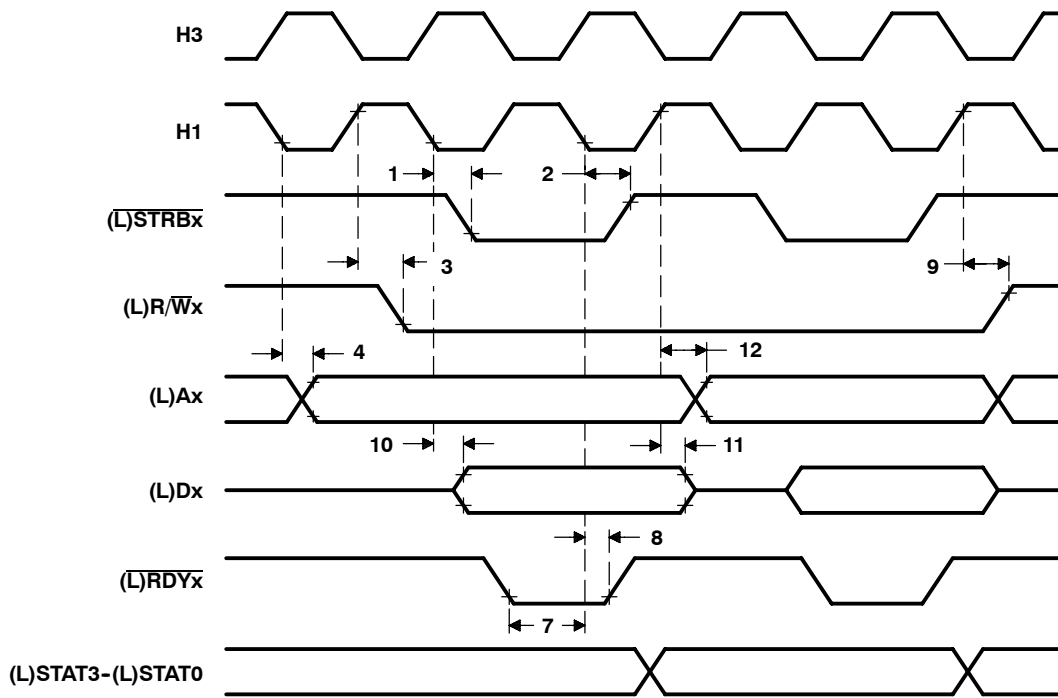 H3
H1
1
2
(L)STRBx
3
9
(L)R/Wx
4
12
(L)Ax
10
11
(L)Dx
8
(L)RDYx
7
(L)STAT3-(L)STAT0